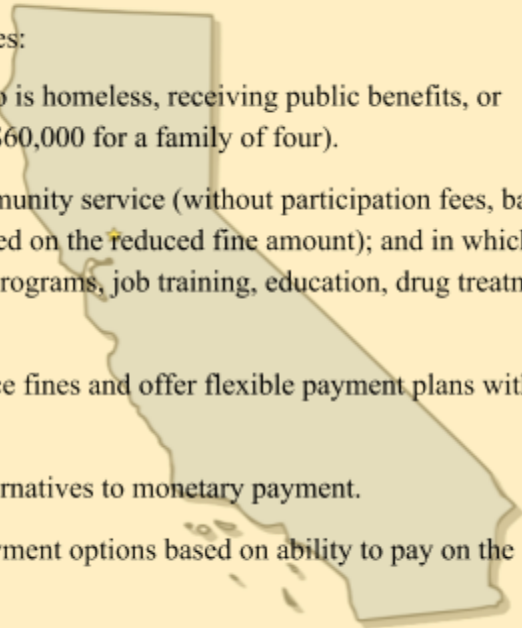 es:
o is homeless, receiving public benefits, or
$60,000 for a family of four).
munity service (without participation fees, ba
ed on the reduced fine amount); and in which
rograms, job training, education, drug treatm
ce fines and offer flexible payment plans with
rnatives to monetary payment.
yment options based on ability to pay on the